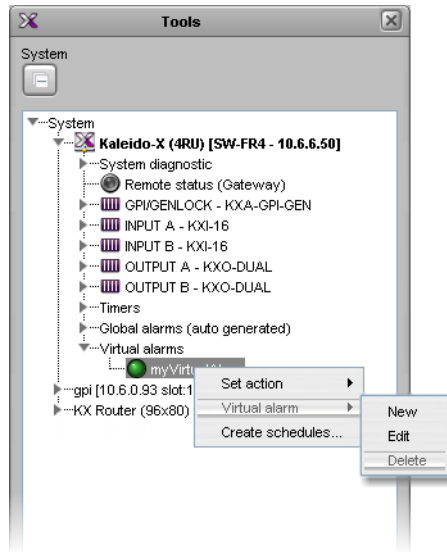 Tools
System
System
Kaleido-X (4RU) [SW-FR4 - 10.6.6.50]
System diagnostic
Remote status (Gateway)
GPI/GENLOCK - KXA-GPI-GEN
INPUT A - KXI-16
INPUT B - KXI-16
OUTPUT A - KXO-DUAL
OUTPUT B - KXO-DUAL
Timers
Global alarms (auto generated)
Virtual alarms
gpi [10.6.0.93 slot:1
KX Router (96x80)
Set action
Virtual alarm
Create schedules...
New
Edit
Delete